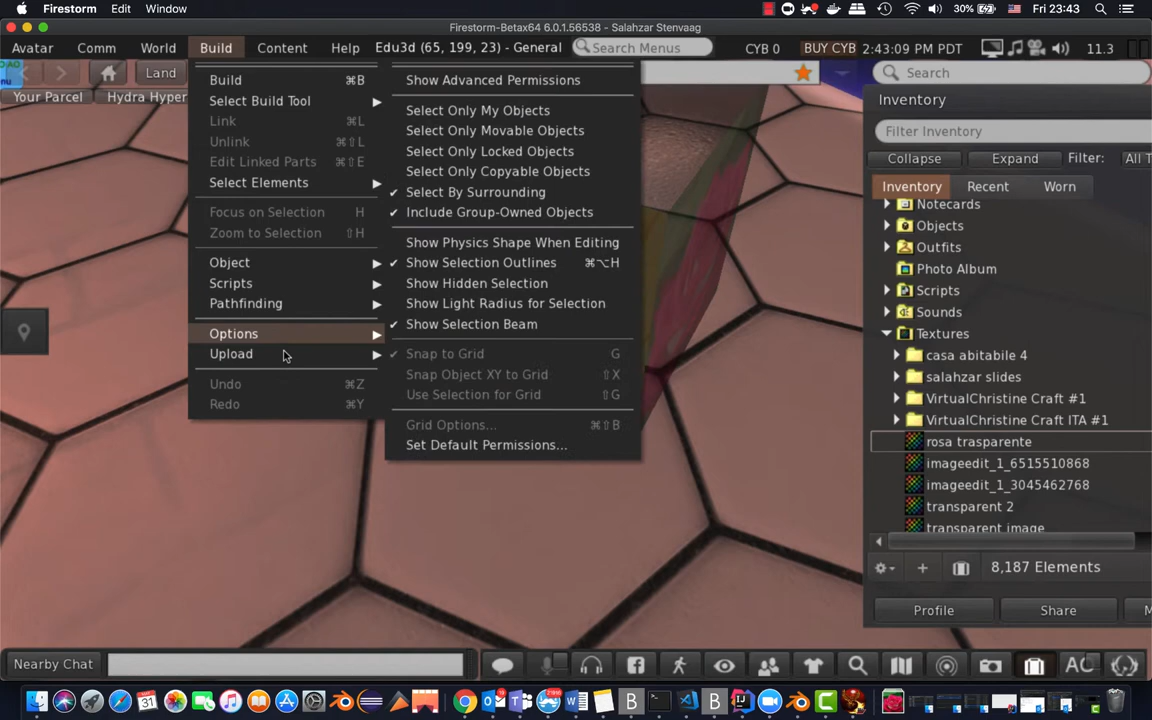 Firestorm Edit Window 30% Fri 23:43
Firestorm-Betax64 6.0.1.56538 - Salahzar Stenvaag
Avatar Comm World Build Content Help Edu3d (65, 199, 23) - General Search Menus CYB 0 BUY CYB 2:43:09 PM PDT 11.3
Land Search
Your Parcel Hydra Hyper
Build ⌘B
Select Build Tool
Link ⌘L
Unlink ⌘⇧L
Edit Linked Parts ⌘⇧E
Select Elements
Focus on Selection H
Zoom to Selection ⇧H
Object
Scripts
Pathfinding
Options
Upload
Undo ⌘Z
Redo ⌘Y
Show Advanced Permissions
Select Only My Objects
Select Only Movable Objects
Select Only Locked Objects
Select Only Copyable Objects
✓ Select By Surrounding
✓ Include Group-Owned Objects
Show Physics Shape When Editing
✓ Show Selection Outlines ⌘⌥H
Show Hidden Selection
Show Light Radius for Selection
✓ Show Selection Beam
✓ Snap to Grid G
Snap Object XY to Grid ⇧X
Use Selection for Grid ⇧G
Grid Options... ⌘⇧B
Set Default Permissions...
Inventory
Filter Inventory
Collapse Expand Filter: All T
Inventory Recent Worn
Notecards
Objects
Outfits
Photo Album
Scripts
Sounds
Textures
casa abitabile 4
salahzar slides
VirtualChristine Craft #1
VirtualChristine Craft ITA #1
rosa trasparente
imageedit_1_6515510868
imageedit_1_3045462768
transparent 2
transparent image
8,187 Elements
Profile Share M
Nearby Chat AO